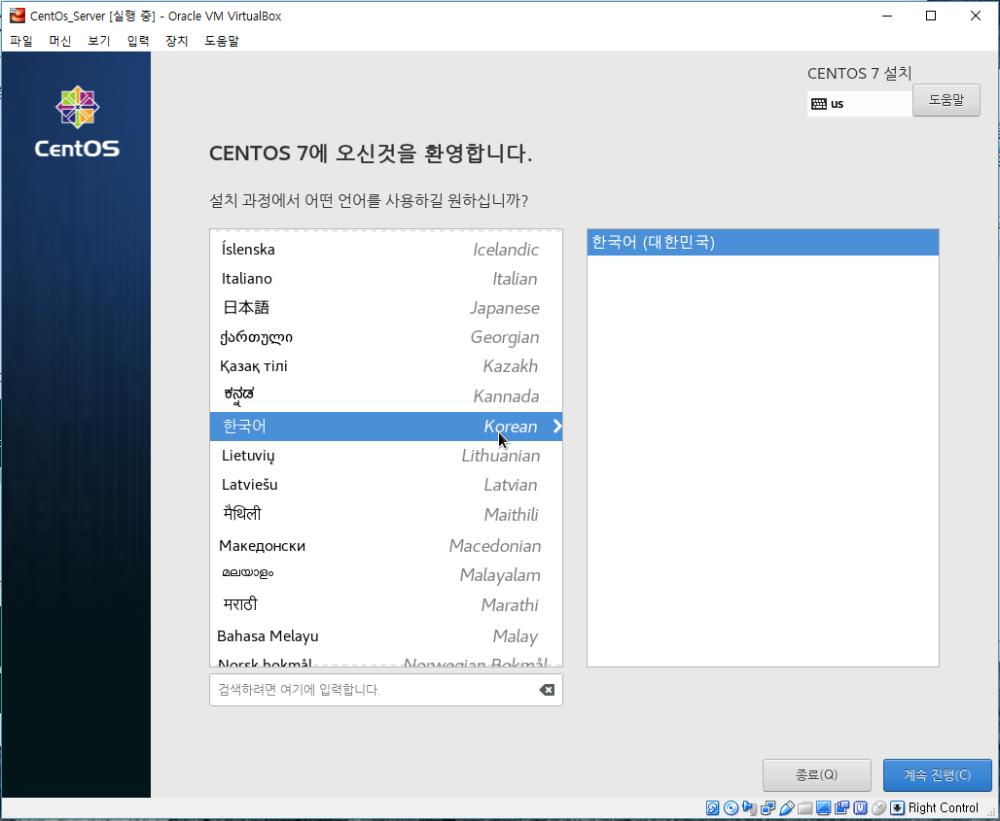 CentOs_Server [실행 중] - Oracle VM VirtualBox
파일 머신 보기 입력 장치 도움말
CentOS
CENTOS 7 설치
us
도움말
CENTOS 7에 오신것을 환영합니다.
설치 과정에서 어떤 언어를 사용하길 원하십니까?
Íslenska Icelandic
Italiano Italian
日本語 Japanese
ქართული Georgian
Қазақ тілі Kazakh
ಕನ್ನಡ Kannada
한국어 Korean
Lietuvių Lithuanian
Latviešu Latvian
मैथिली Maithili
Македонски Macedonian
മലയാളം Malayalam
मराठी Marathi
Bahasa Melayu Malay
Norsk bokmål Norwegian Bokmål
한국어 (대한민국)
검색하려면 여기에 입력합니다.
종료(Q)
계속 진행(C)
Right Control